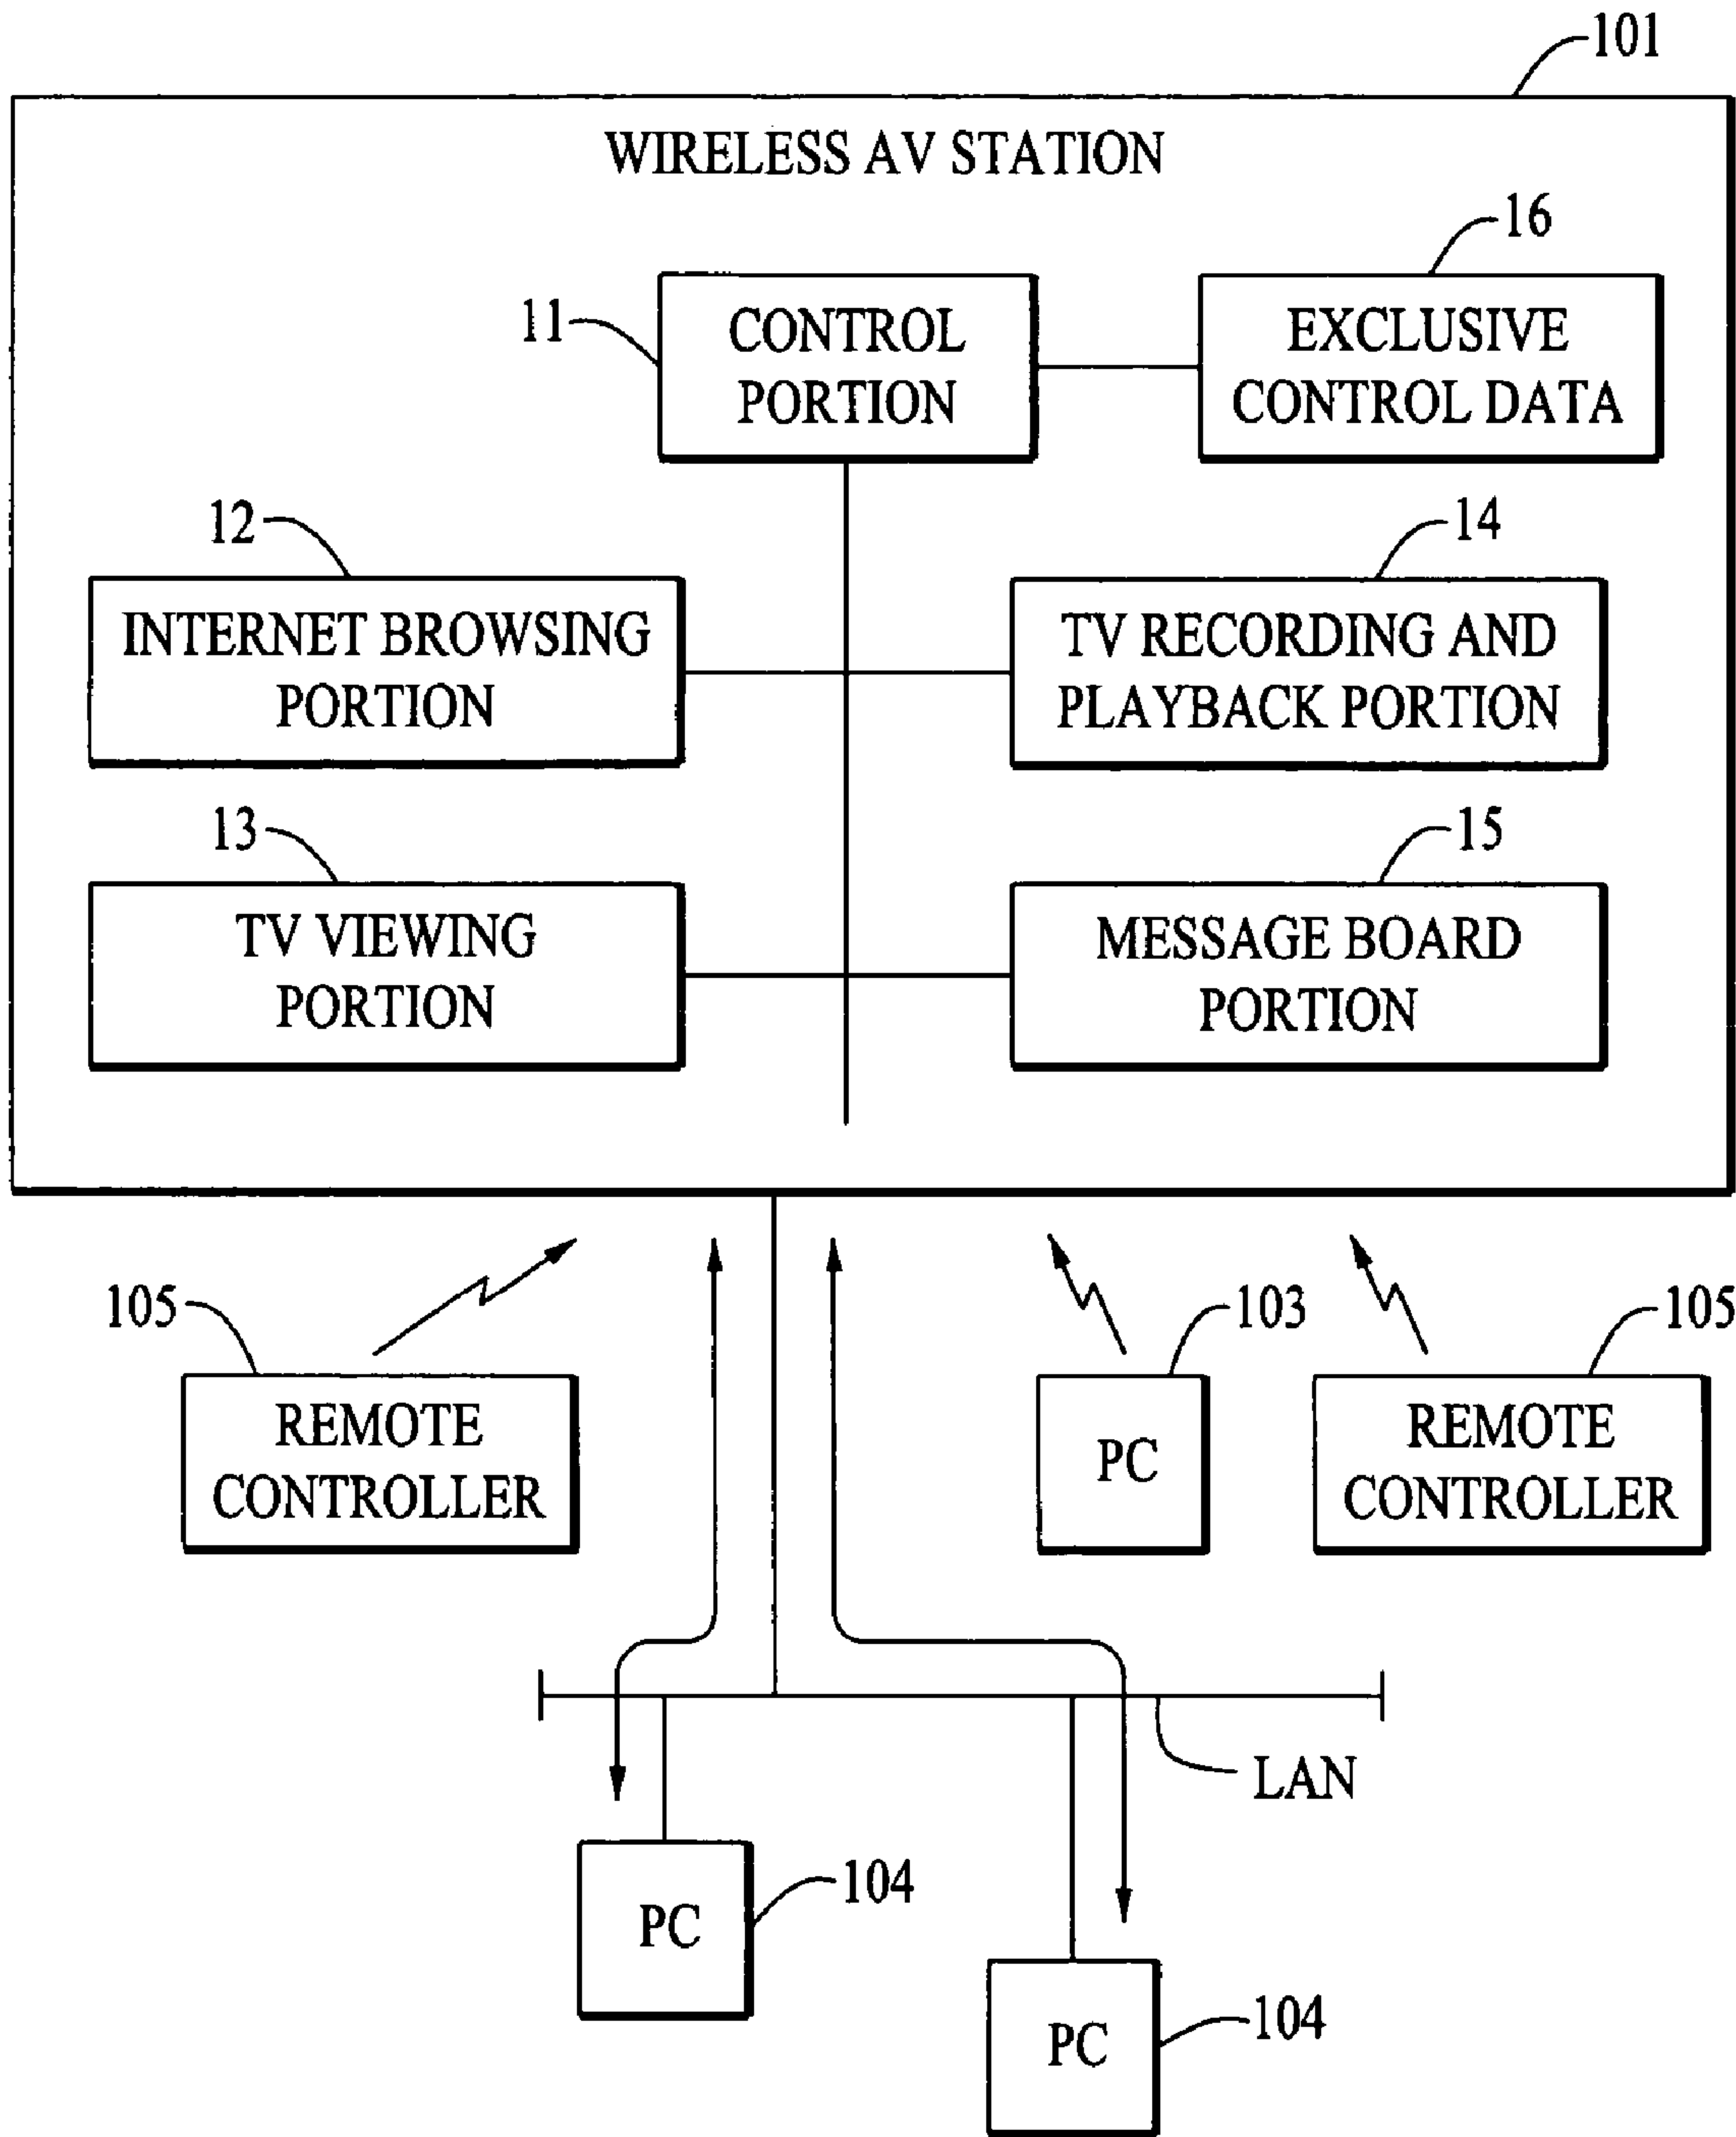 101
WIRELESS AV STATION
16
11
CONTROL
PORTION
EXCLUSIVE
CONTROL DATA
12
14
INTERNET BROWSING
PORTION
TV RECORDING AND
PLAYBACK PORTION
13
15
TV VIEWING
PORTION
MESSAGE BOARD
PORTION
105
103
105
REMOTE
CONTROLLER
PC
REMOTE
CONTROLLER
LAN
PC
104
PC
104